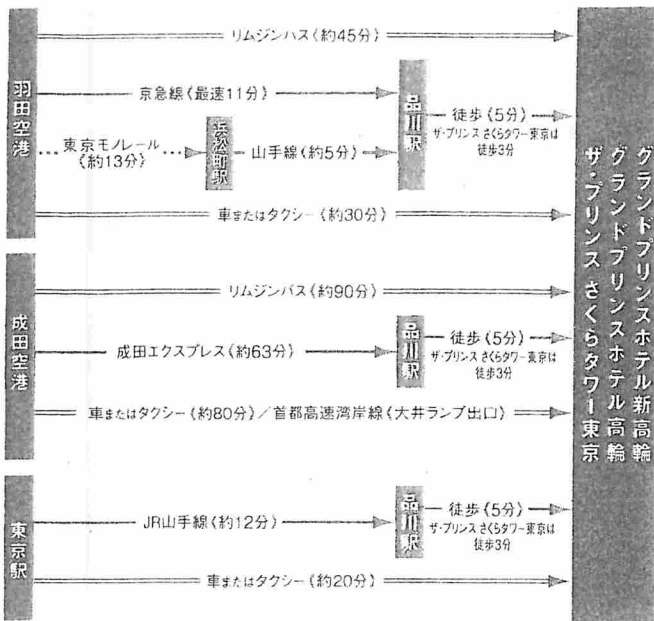 羽田空港
リムジンバス(約45分)
京急線(最速11分)
東京モノレール
(約13分)
浜松町駅
山手線(約5分)
品川駅
徒歩(5分)
ザ・プリンス さくらタワー東京は
徒歩3分
車またはタクシー(約30分)
成田空港
リムジンバス(約90分)
成田エクスプレス(約63分)
品川駅
徒歩(5分)
ザ・プリンス さくらタワー東京は
徒歩3分
車またはタクシー(約80分)/首都高速湾岸線(大井ランプ出口)
東京駅
JR山手線(約12分)
品川駅
徒歩(5分)
ザ・プリンス さくらタワー東京は
徒歩3分
車またはタクシー(約20分)
グランドプリンスホテル新高輪
グランドプリンスホテル高輪
ザ・プリンス さくらタワー東京